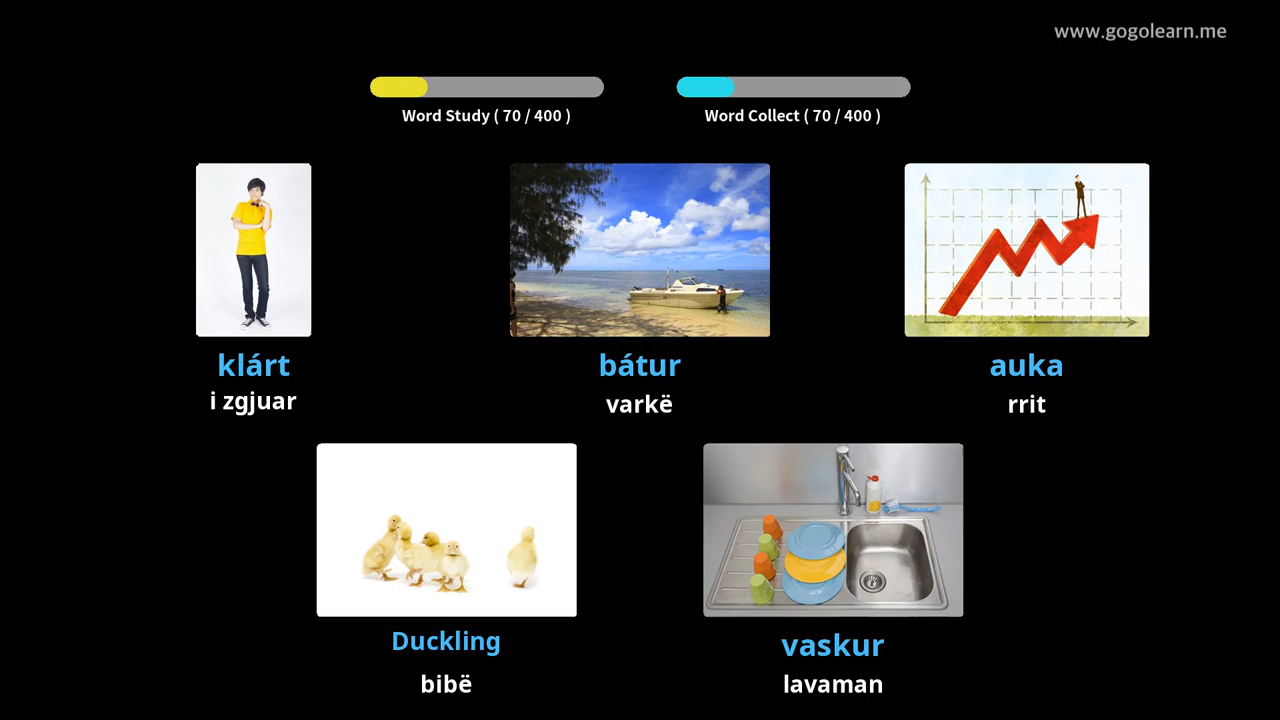 www.gogolearn.me
Word Study ( 70 / 400 )
Word Collect ( 70 / 400 )
klárt
i zgjuar
bátur
varkë
auka
rrit
Duckling
bibë
vaskur
lavaman